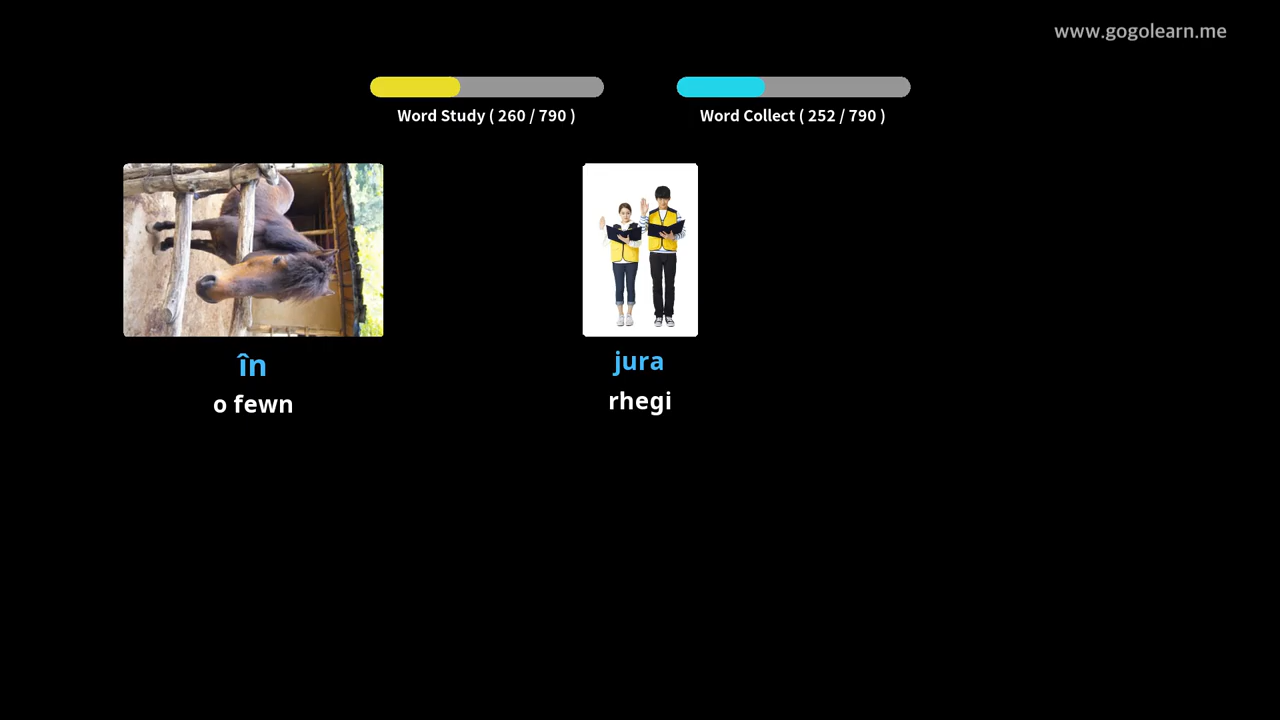 www.gogolearn.me
Word Study ( 260 / 790 )
Word Collect ( 252 / 790 )
în
o fewn
jura
rhegi